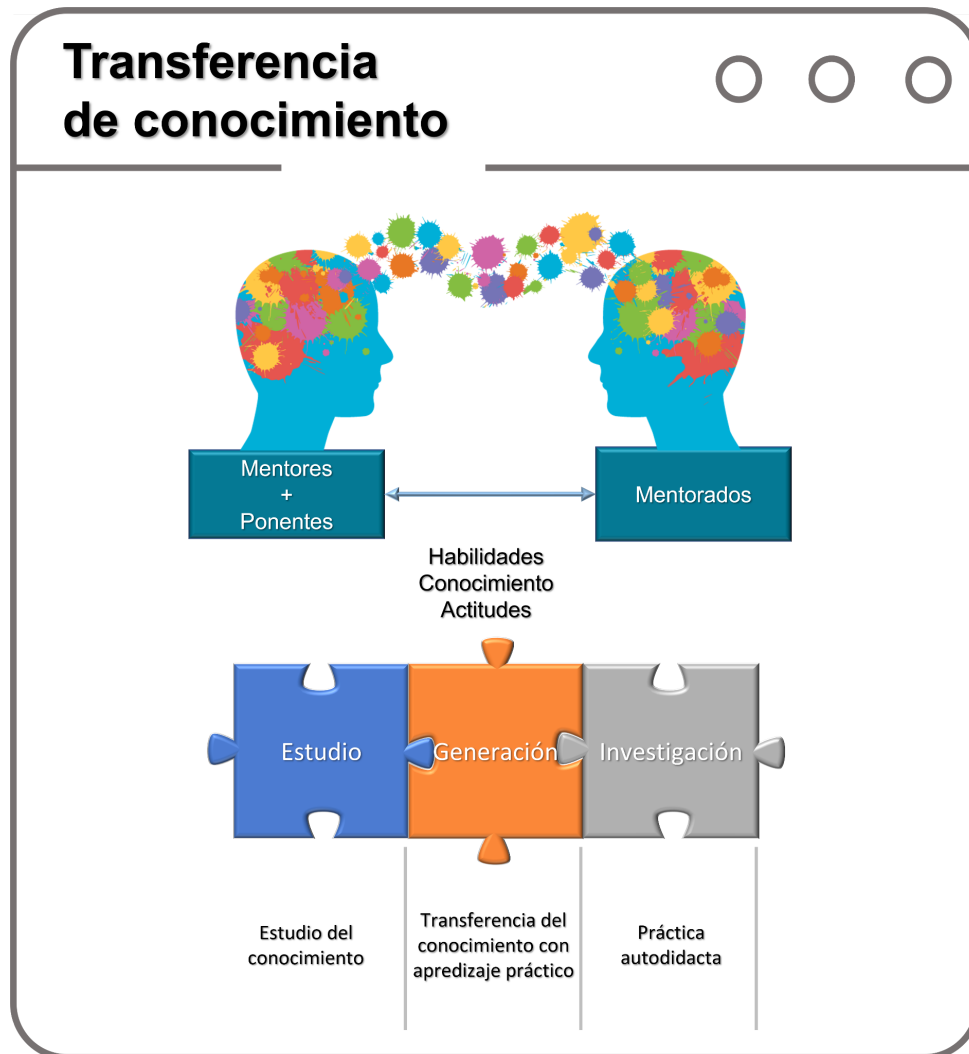 Transferencia
de conocimiento
Mentores
+
Ponentes
Mentorados
Habilidades
Conocimiento
Actitudes
Estudio
Generación
Investigación
Estudio del
conocimiento
Transferencia del
conocimiento con
apredizaje práctico
Práctica
autodidacta